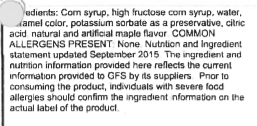 edients: Corn syrup, high fructose corn syrup, water,
amel color, potassium sorbate as a preservative, citric
acid, natural and artificial maple flavor. COMMON
ALLERGENS PRESENT: None. Nutrition and Ingredient
statement updated September 2015. The ingredient and
nutrition information provided here reflects the current
information provided to GFS by its suppliers. Prior to
consuming the product, individuals with severe food
allergies should confirm the ingredient information on the
actual label of the product.